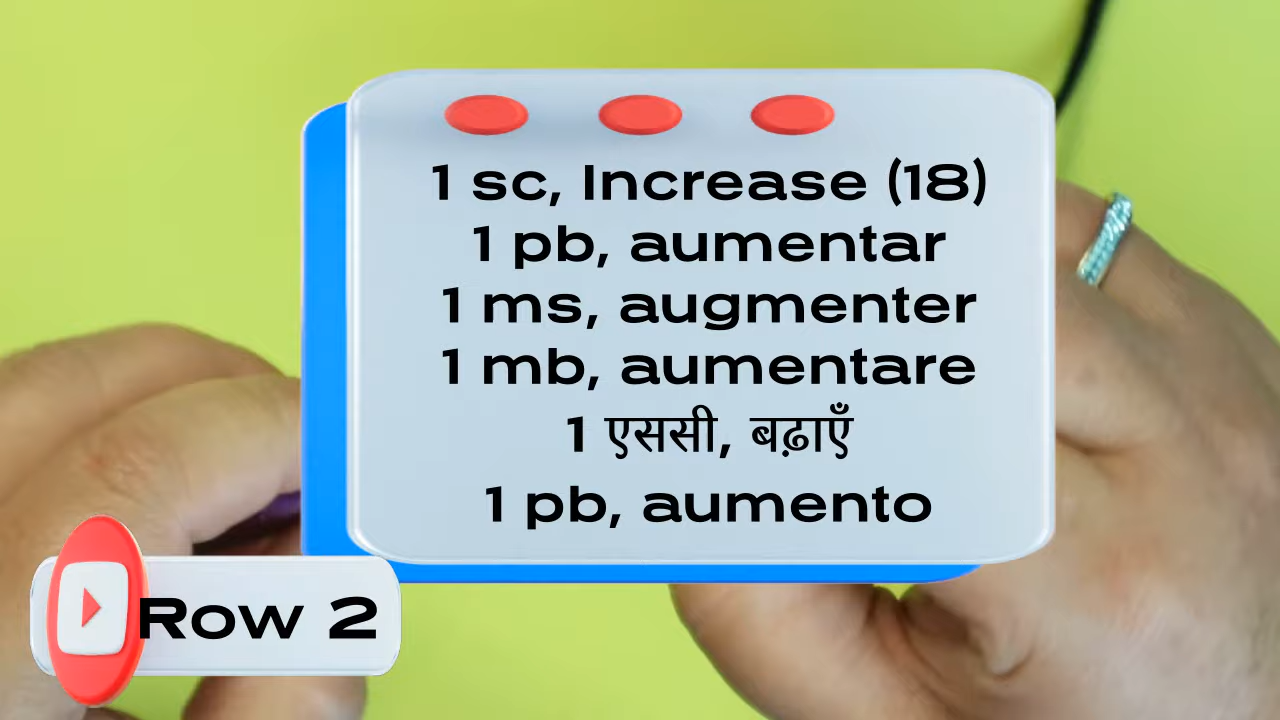 1 sc, Increase (18)
1 pb, aumentar
1 ms, augmenter
1 mb, aumentare
1 एससी, बढ़ाएँ
1 pb, aumento
Row 2